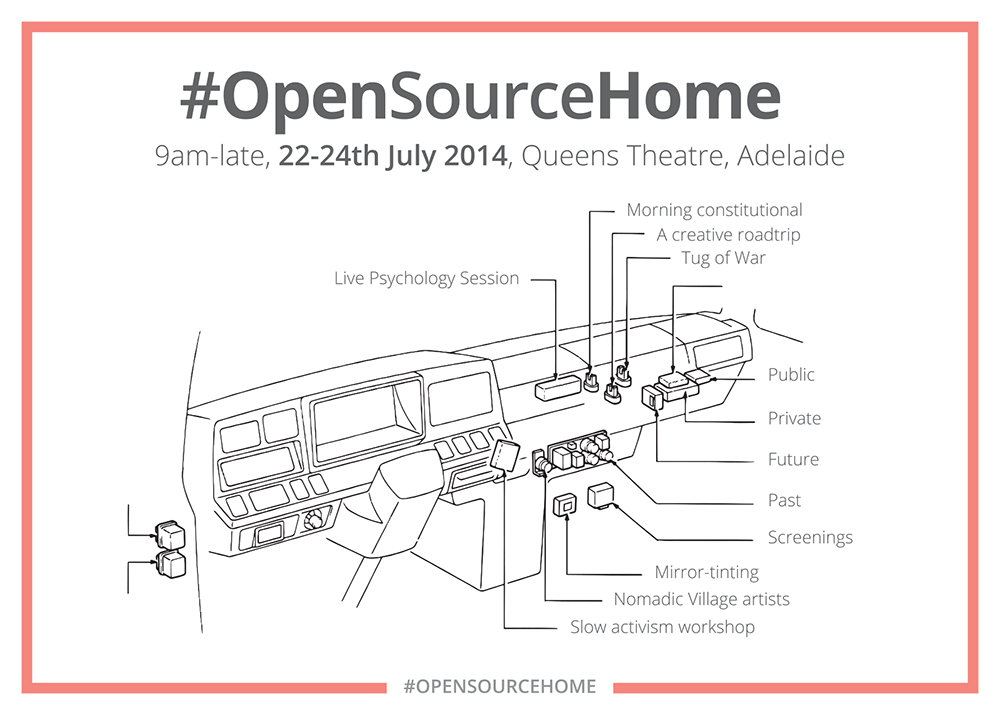 #OpenSourceHome
9am-late, 22-24th July 2014, Queens Theatre, Adelaide
Morning constitutional
A creative roadtrip
Tug of War
Live Psychology Session
Public
Private
Future
Past
Screenings
Mirror-tinting
Nomadic Village artists
Slow activism workshop
#OPENSOURCEHOME